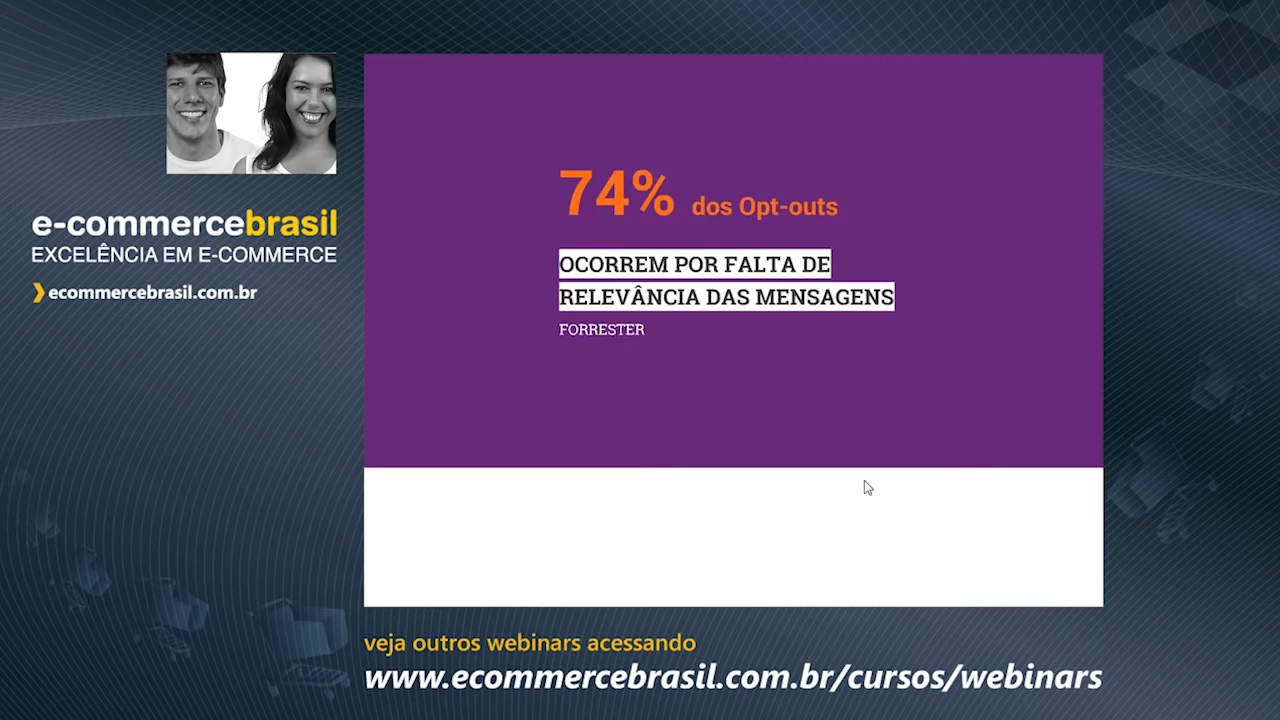 e-commercebrasil
EXCELÊNCIA EM E-COMMERCE
ecommercebrasil.com.br
74% dos Opt-outs
OCORREM POR FALTA DE
RELEVÂNCIA DAS MENSAGENS
FORRESTER
veja outros webinars acessando
www.ecommercebrasil.com.br/cursos/webinars